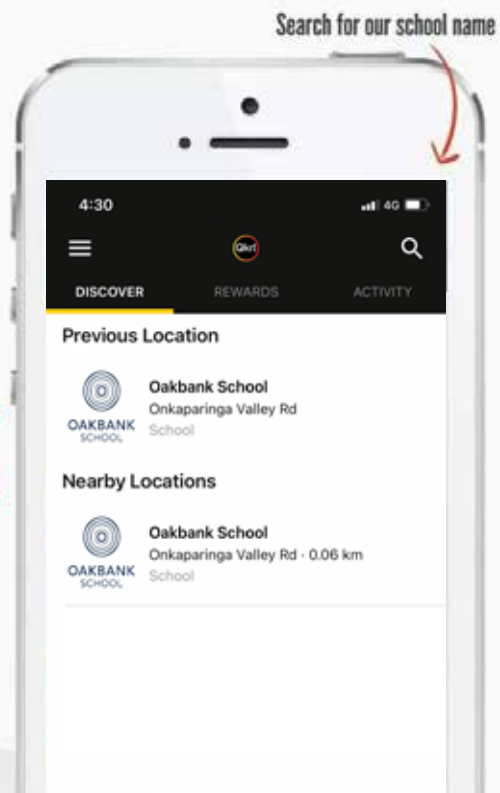 Search for our school name
4:30
4G
Qkr!
DISCOVER REWARDS ACTIVITY
Previous Location
OAKBANK
SCHOOL
Oakbank School
Onkaparinga Valley Rd
School
Nearby Locations
OAKBANK
SCHOOL
Oakbank School
Onkaparinga Valley Rd · 0.06 km
School